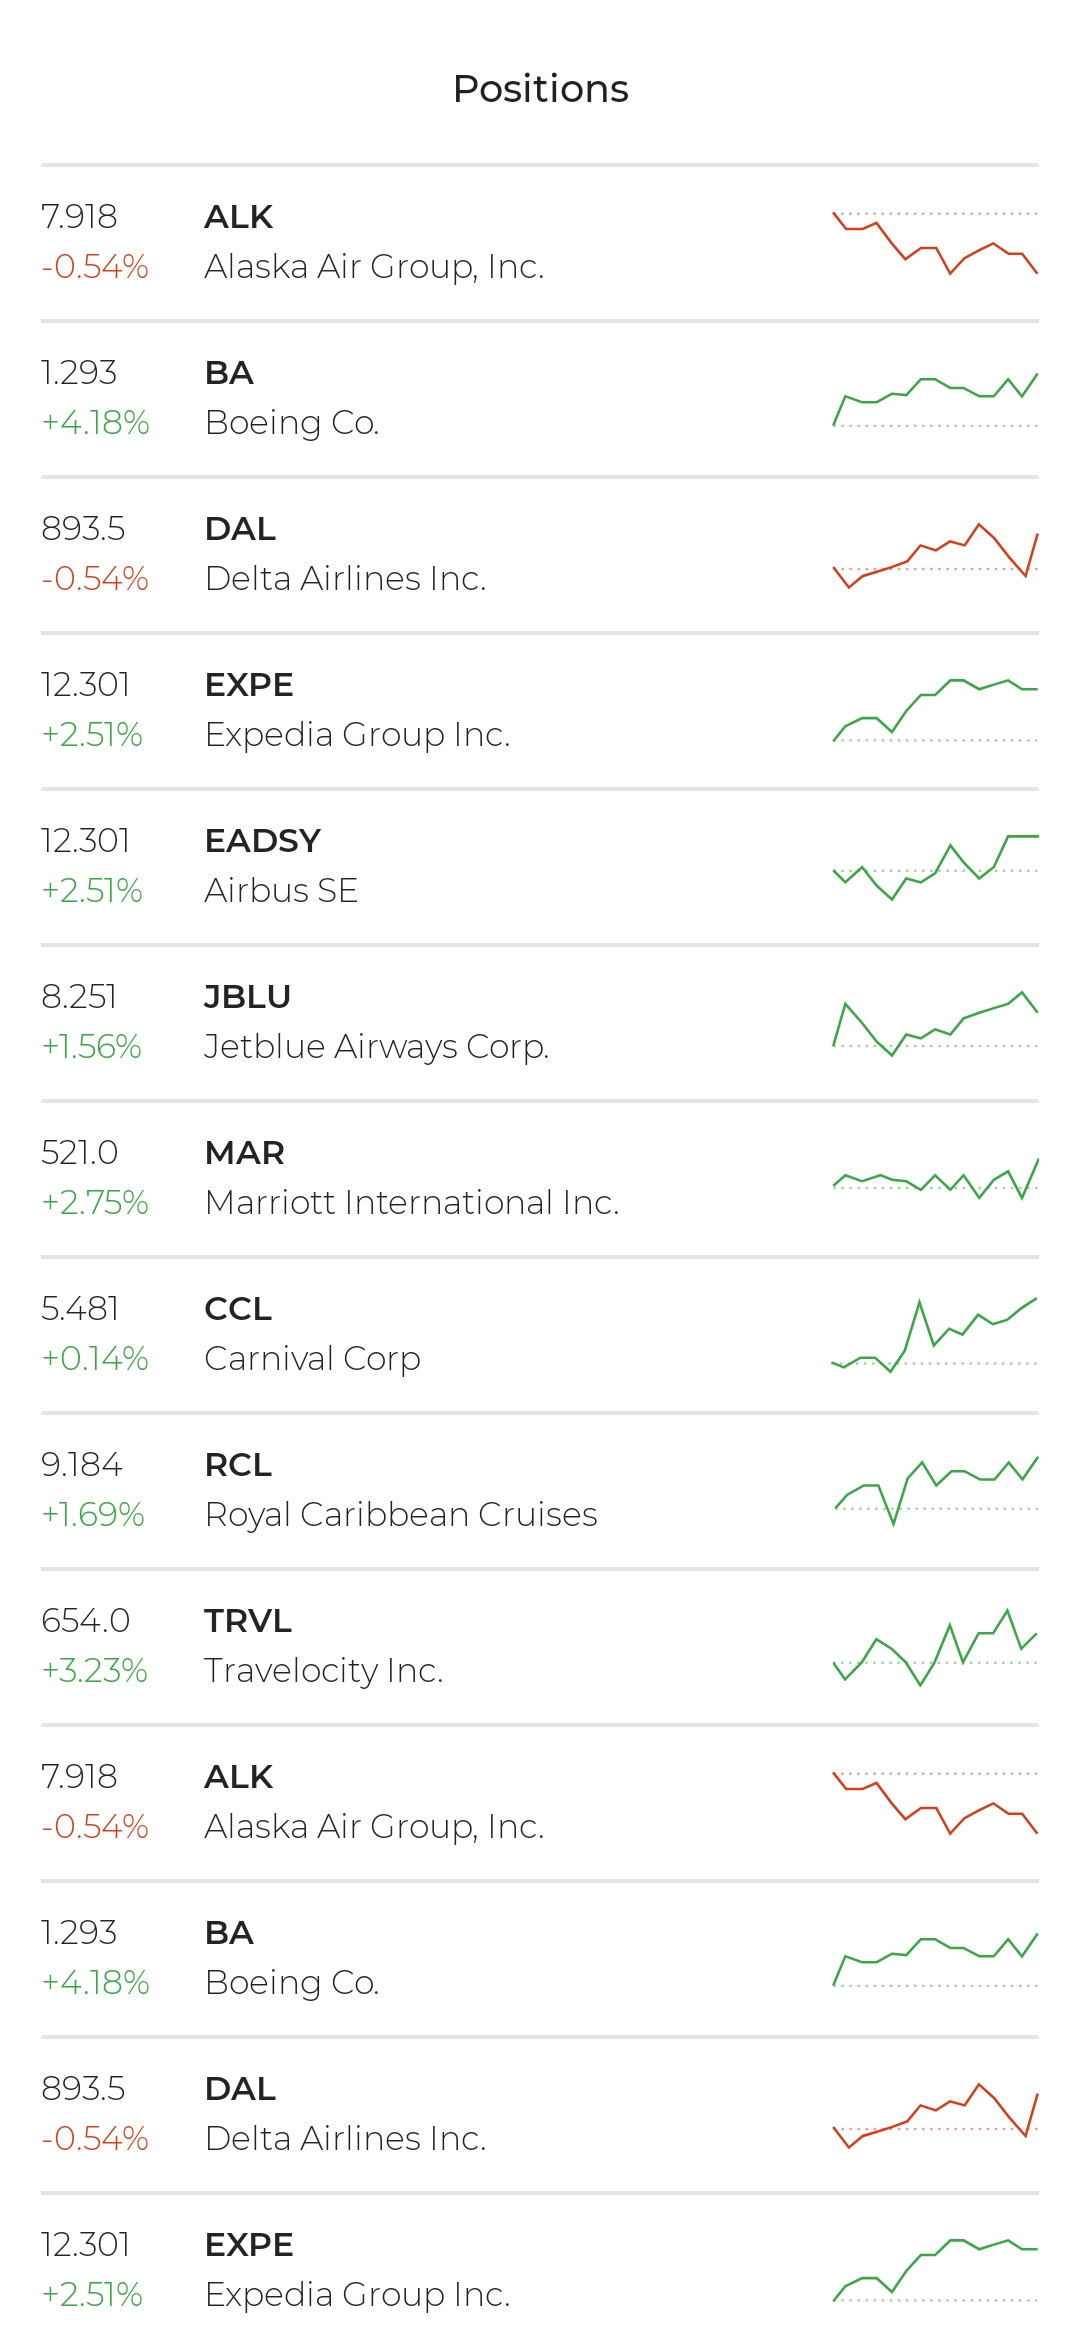 Positions
7.918 ALK
-0.54% Alaska Air Group, Inc.
1.293 BA
+4.18% Boeing Co.
893.5 DAL
-0.54% Delta Airlines Inc.
12.301 EXPE
+2.51% Expedia Group Inc.
12.301 EADSY
+2.51% Airbus SE
8.251 JBLU
+1.56% Jetblue Airways Corp.
521.0 MAR
+2.75% Marriott International Inc.
5.481 CCL
+0.14% Carnival Corp
9.184 RCL
+1.69% Royal Caribbean Cruises
654.0 TRVL
+3.23% Travelocity Inc.
7.918 ALK
-0.54% Alaska Air Group, Inc.
1.293 BA
+4.18% Boeing Co.
893.5 DAL
-0.54% Delta Airlines Inc.
12.301 EXPE
+2.51% Expedia Group Inc.